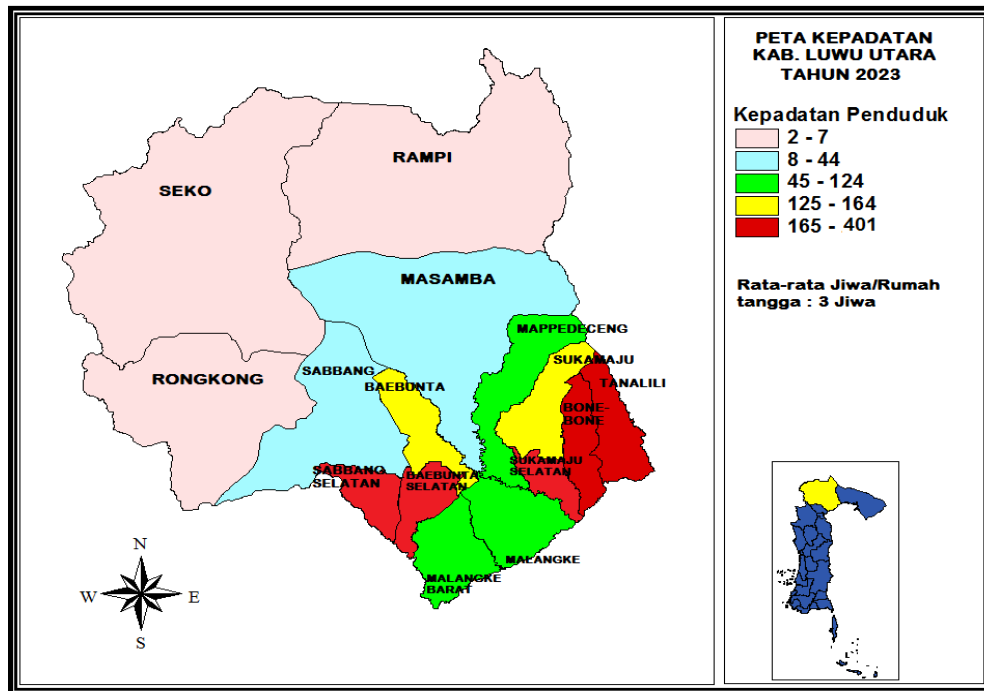 PETA KEPADATAN
KAB. LUWU UTARA
TAHUN 2023
Kepadatan Penduduk
2 - 7
8 - 44
45 - 124
125 - 164
165 - 401
Rata-rata Jiwa/Rumah
tangga : 3 Jiwa
RAMPI
SEKO
MASAMBA
MAPPEDECENG
SUKAMAJU
SABBANG
RONGKONG
BAEBUNTA
TANALILI
BONE-
BONE
SUKAMAJU
SELATAN
SABBANG
SELATAN
BAEBUNTA
SELATAN
MALANGKE
MALANGKE
BARAT
N
W
E
S